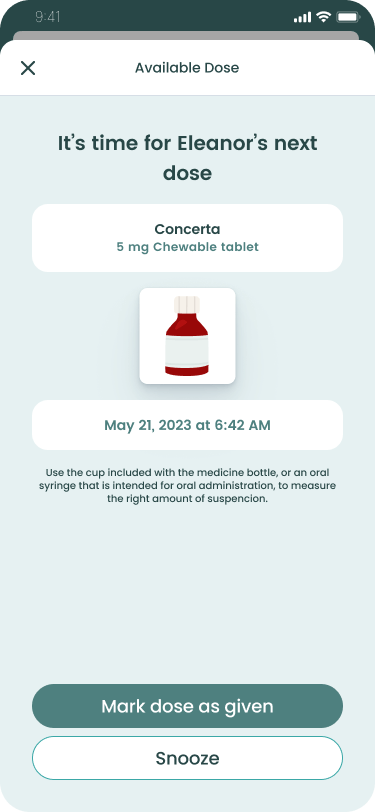 9:41
Available Dose
It's time for Eleanor's next
dose
Concerta
5 mg Chewable tablet
May 21, 2023 at 6:42 AM
Use the cup included with the medicine bottle, or an oral
syringe that is intended for oral administration, to measure
the right amount of suspencion.
Mark dose as given
Snooze